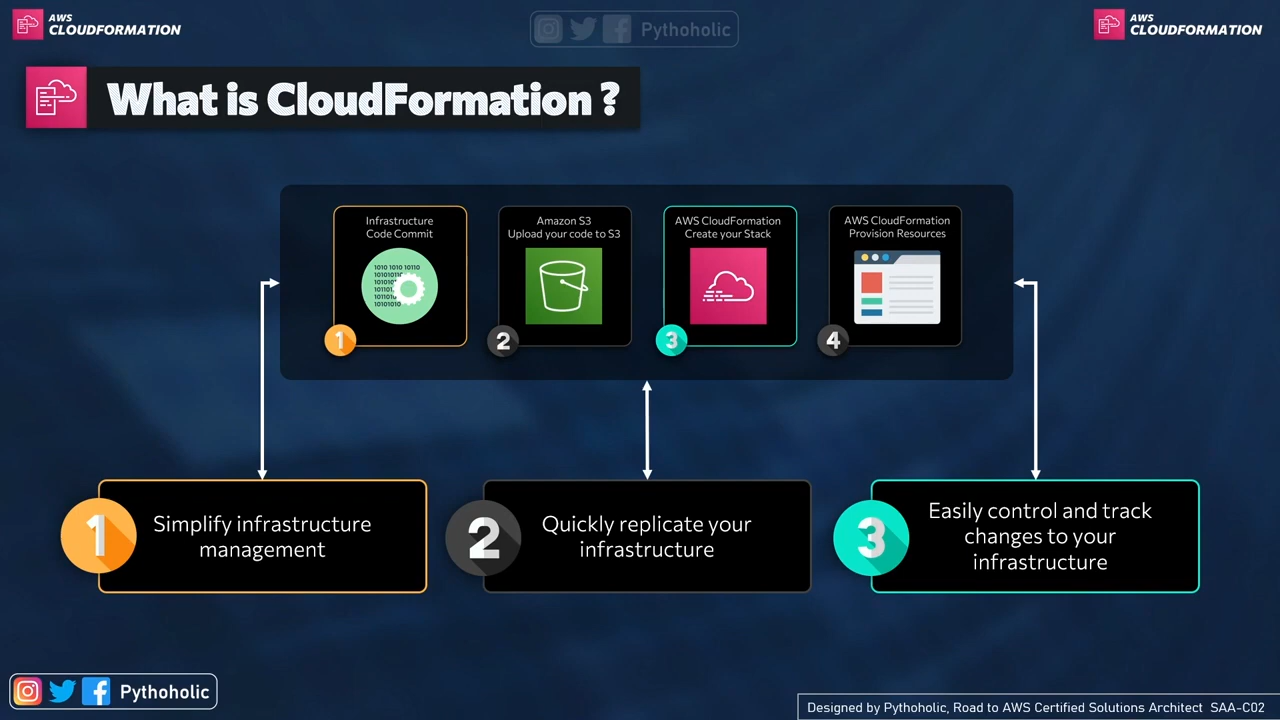 AWS
CLOUDFORMATION
Pythoholic
AWS
CLOUDFORMATION
What is CloudFormation ?
Infrastructure
Code Commit
1010 1010 10110
1
Amazon S3
Upload your code to S3
2
AWS CloudFormation
Create your Stack
3
AWS CloudFormation
Provision Resources
4
1
Simplify infrastructure
management
2
Quickly replicate your
infrastructure
3
Easily control and track
changes to your
infrastructure
Pythoholic
Designed by Pythoholic, Road to AWS Certified Solutions Architect SAA-C02